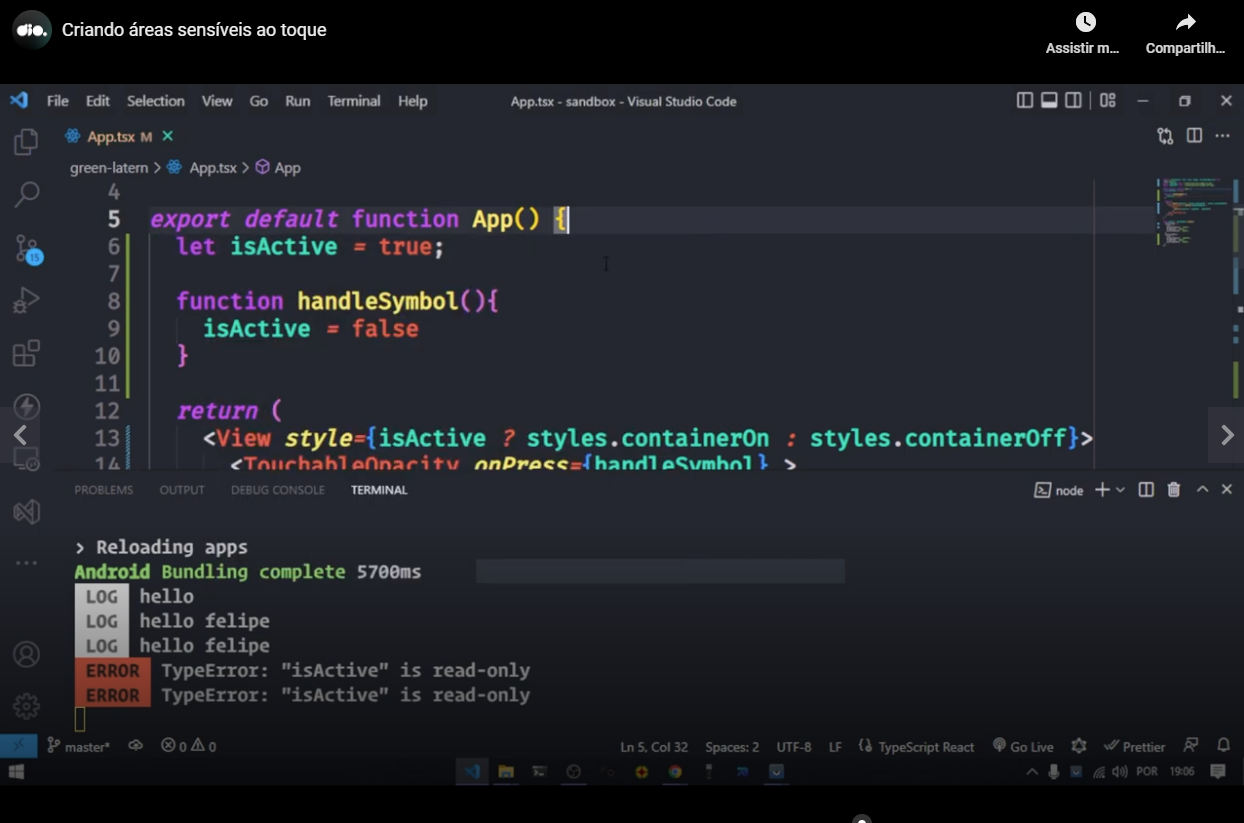 dio. Criando áreas sensíveis ao toque
Assistir m... Compartilh...
File Edit Selection View Go Run Terminal Help App.tsx - sandbox - Visual Studio Code
App.tsx M
green-latern > App.tsx > App
4
5 export default function App() {
6 let isActive = true;
7
8 function handleSymbol(){
9 isActive = false
10 }
11
12 return (
13 <View style={isActive ? styles.containerOn : styles.containerOff}>
14 <TouchableOpacity onPress={handleSymbol} >
15
PROBLEMS OUTPUT DEBUG CONSOLE TERMINAL node
› Reloading apps
Android Bundling complete 5700ms
LOG hello
LOG hello felipe
LOG hello felipe
ERROR TypeError: "isActive" is read-only
ERROR TypeError: "isActive" is read-only
master* 0 0 Ln 5, Col 32 Spaces: 2 UTF-8 LF TypeScript React Go Live Prettier
POR 19:06